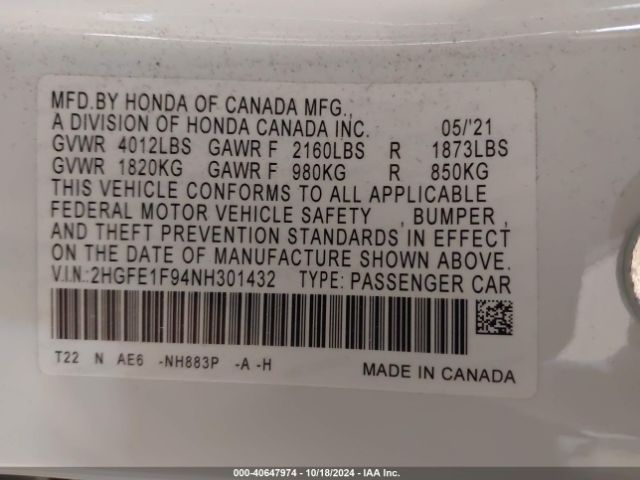 MFD.BY HONDA OF CANADA MFG.,
A DIVISION OF HONDA CANADA INC. 05/'21
GVWR 4012LBS GAWR F 2160LBS R 1873LBS
GVWR 1820KG GAWR F 980KG R 850KG
THIS VEHICLE CONFORMS TO ALL APPLICABLE
FEDERAL MOTOR VEHICLE SAFETY , BUMPER ,
AND THEFT PREVENTION STANDARDS IN EFFECT
ON THE DATE OF MANUFACTURE SHOWN ABOVE.
V.I.N.:2HGFE1F94NH301432 TYPE: PASSENGER CAR
T22 N AE6 -NH883P -A -H
MADE IN CANADA
000-40647974 | 10/18/2024 | IAA Inc.